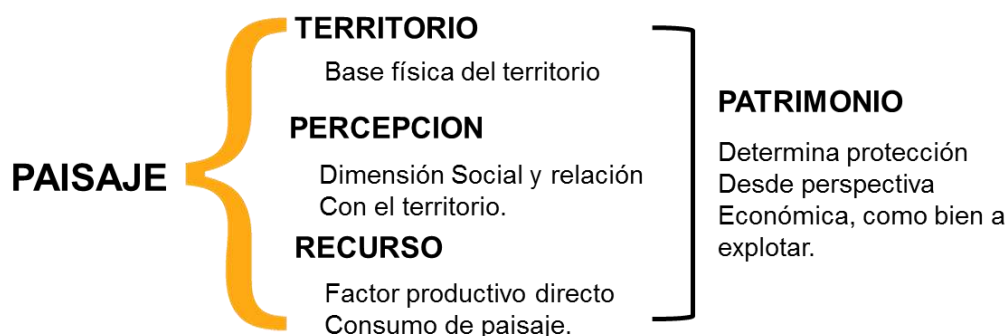 PAISAJE
TERRITORIO
Base física del territorio
PERCEPCION
Dimensión Social y relación
Con el territorio.
RECURSO
Factor productivo directo
Consumo de paisaje.
PATRIMONIO
Determina protección
Desde perspectiva
Económica, como bien a
explotar.